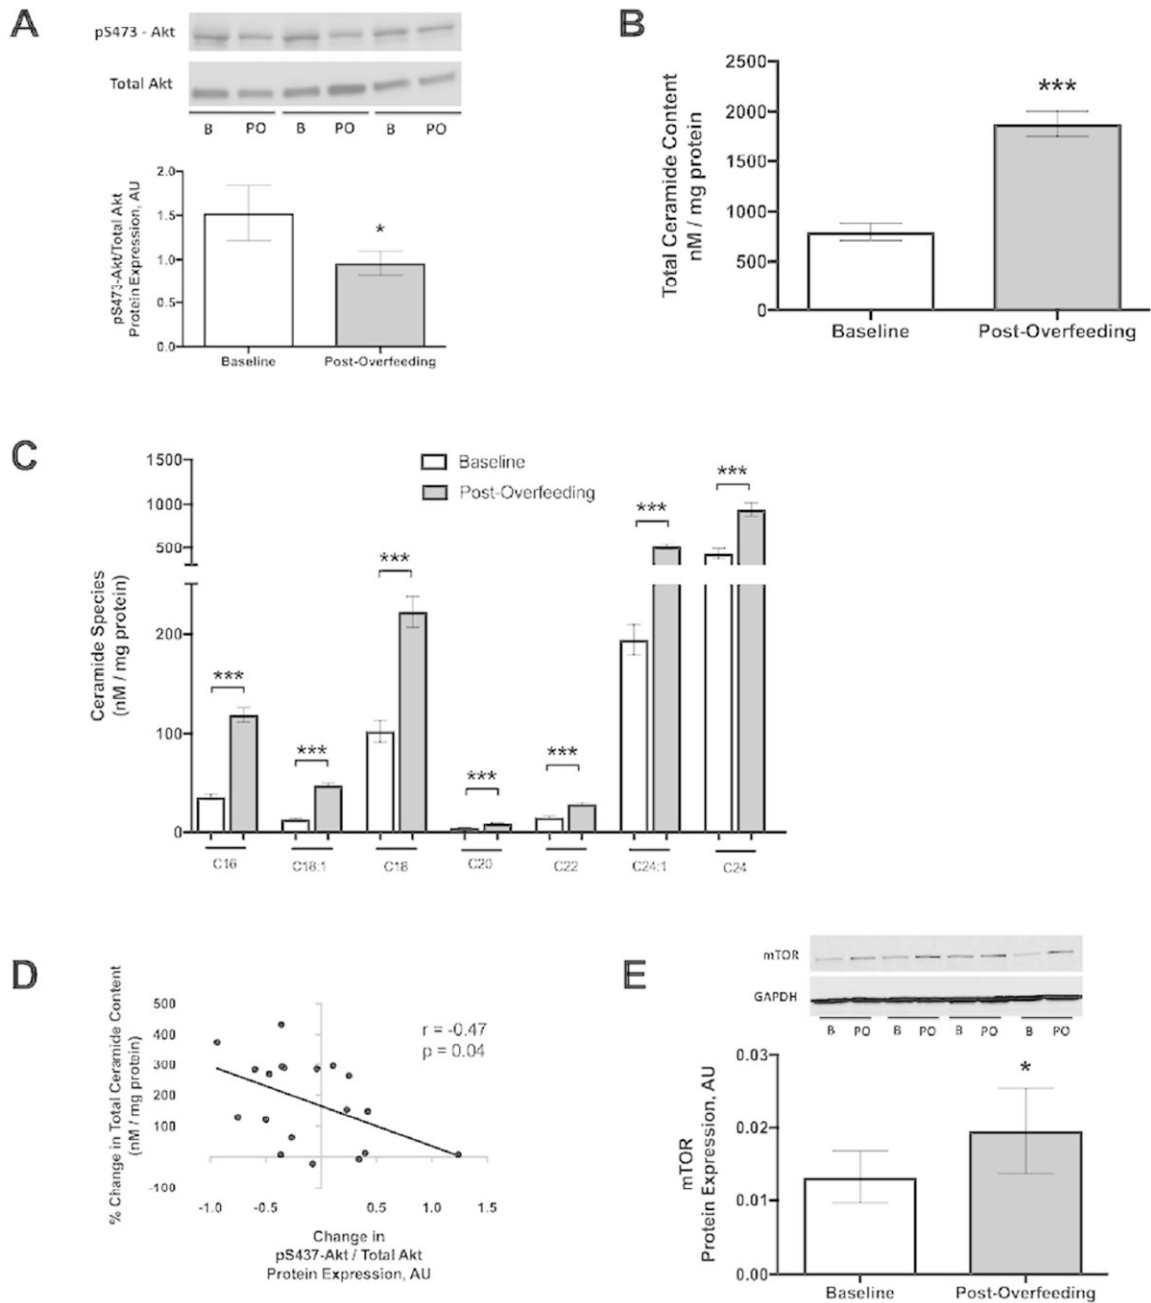 A
pS473 - Akt
Total Akt
B PO B PO B PO
2.0
1.5
1.0
0.5
0.0
pS473-Akt/Total Akt
Protein Expression, AU
*
Baseline Post-Overfeeding
B
2500
2000
1500
1000
500
0
Total Ceramide Content
nM / mg protein
***
Baseline Post-Overfeeding
C
1500
1000
500
200
100
0
Ceramide Species
(nM / mg protein)
Baseline
Post-Overfeeding
*** *** *** *** *** *** ***
C16 C18:1 C18 C20 C22 C24:1 C24
D
500
400
300
200
100
-100
% Change in Total Ceramide Content
(nM / mg protein)
r = -0.47
p = 0.04
-1.0 -0.5 0.5 1.0 1.5
Change in
pS437-Akt / Total Akt
Protein Expression, AU
E
mTOR
GAPDH
B PO B PO B PO B PO
0.03
0.02
0.01
0.00
mTOR
Protein Expression, AU
*
Baseline Post-Overfeeding